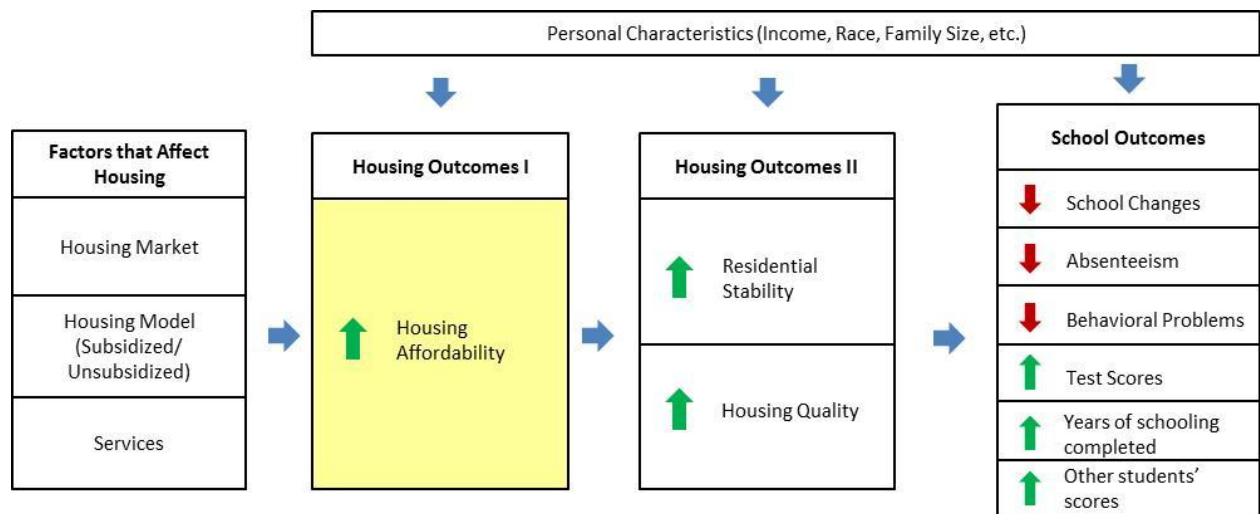 Personal Characteristics (Income, Race, Family Size, etc.)
Factors that Affect
Housing
Housing Market
Housing Model
(Subsidized/
Unsubsidized)
Services
Housing Outcomes I
Housing
Affordability
Housing Outcomes II
Residential
Stability
Housing Quality
School Outcomes
School Changes
Absenteeism
Behavioral Problems
Test Scores
Years of schooling
completed
Other students’
scores